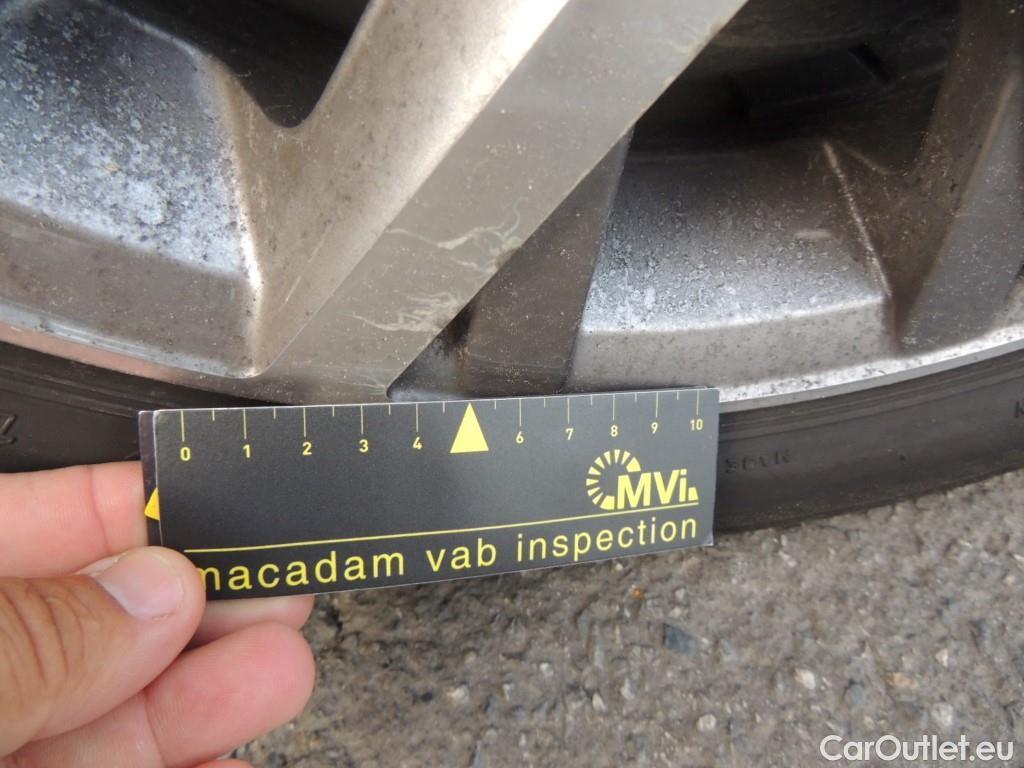 0 1 2 3 4 6 7 8 9 10
MVi
macadam vab inspection
CarOutlet.eu